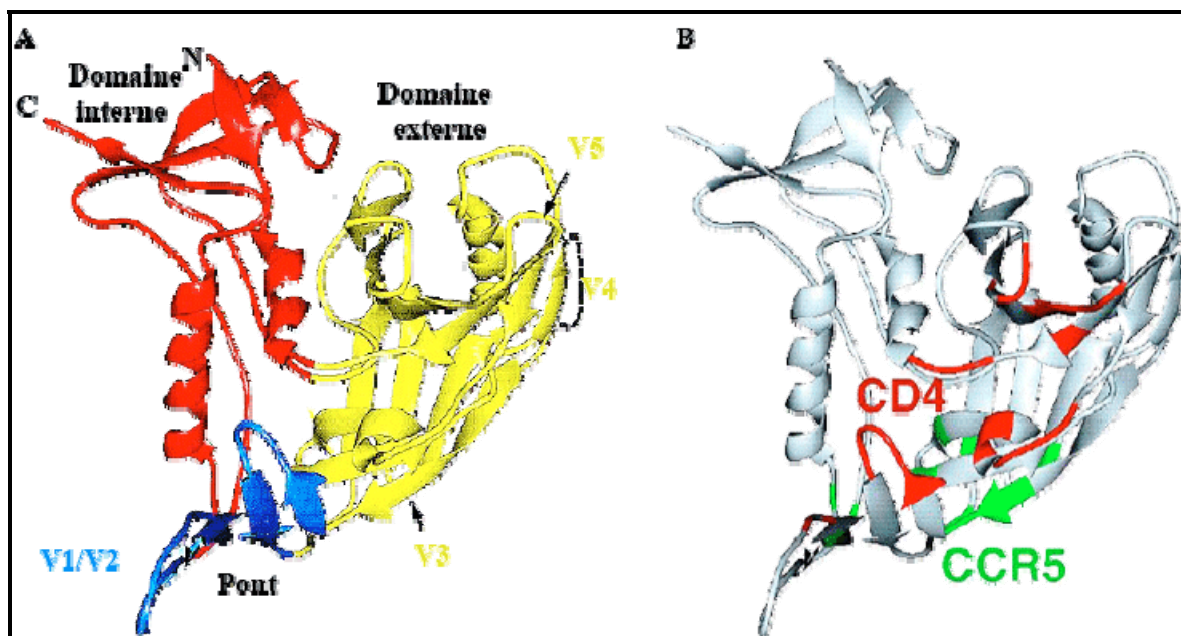 A
N
Domaine
interne
C
Domaine
externe
V5
V4
V1/V2
Pont
V3
B
CD4
CCR5